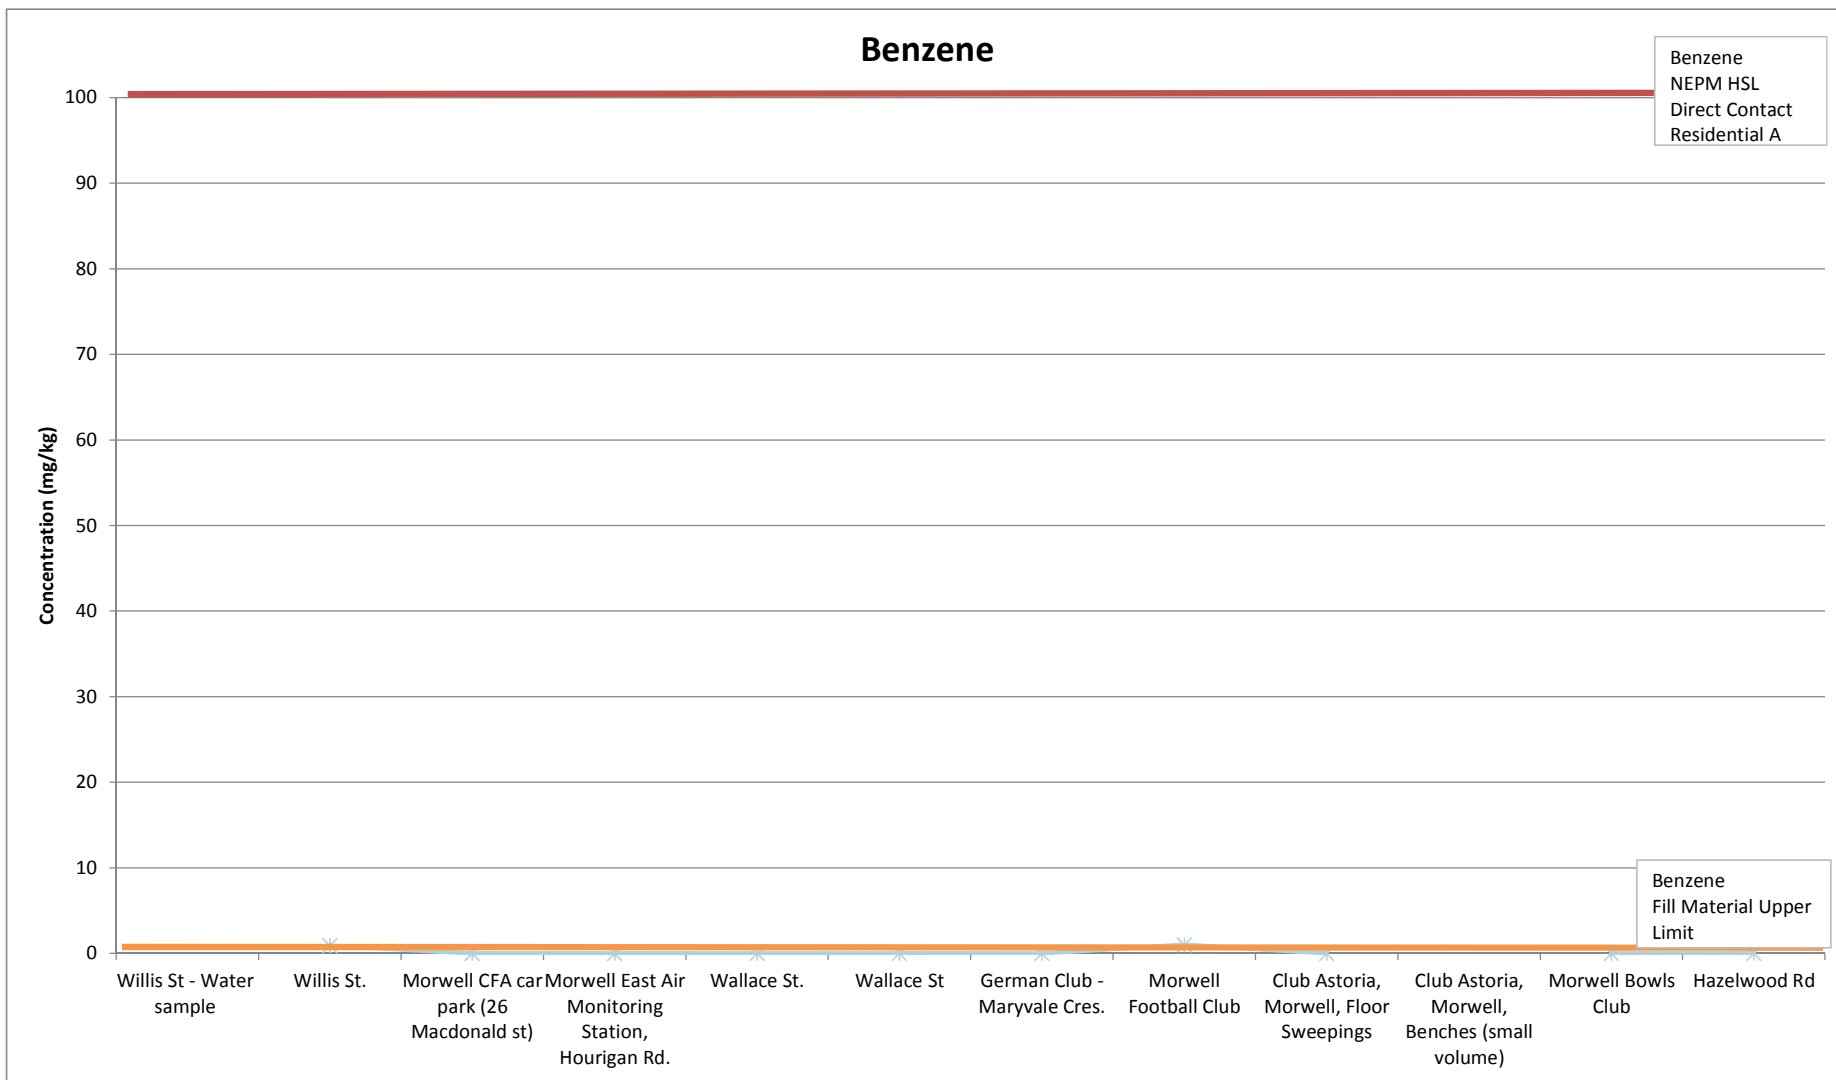 Benzene
Benzene
NEPM HSL
Direct Contact
Residential A
100
90
80
70
60
50
40
30
20
10
0
Concentration (mg/kg)
Benzene
Fill Material Upper
Limit
Willis St - Water
sample
Willis St.
Morwell CFA car
park (26
Macdonald st)
Morwell East Air
Monitoring
Station,
Hourigan Rd.
Wallace St.
Wallace St
German Club -
Maryvale Cres.
Morwell
Football Club
Club Astoria,
Morwell, Floor
Sweepings
Club Astoria,
Morwell,
Benches (small
volume)
Morwell Bowls
Club
Hazelwood Rd